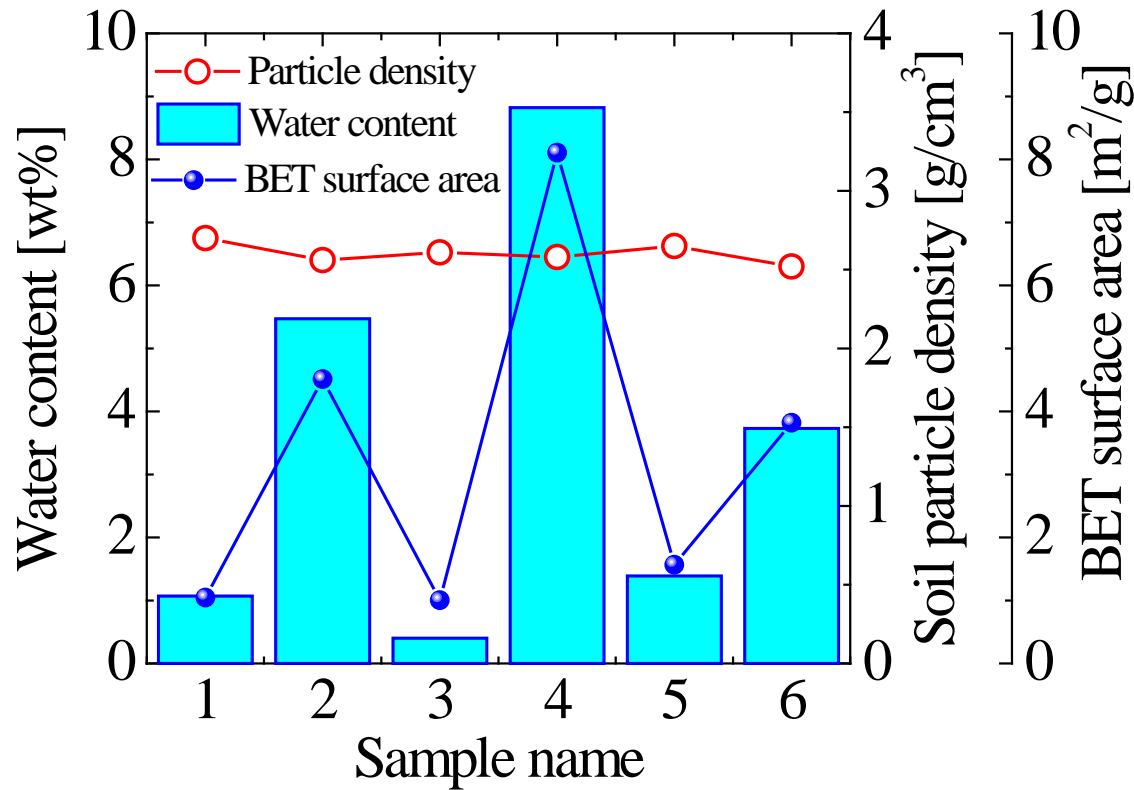 Water content [wt%]
10
8
6
4
2
0
Particle density
Water content
BET surface area
1 2 3 4 5 6
Sample name
4
3
2
1
0
Soil particle density [g/cm³]
10
8
6
4
2
0
BET surface area [m²/g]